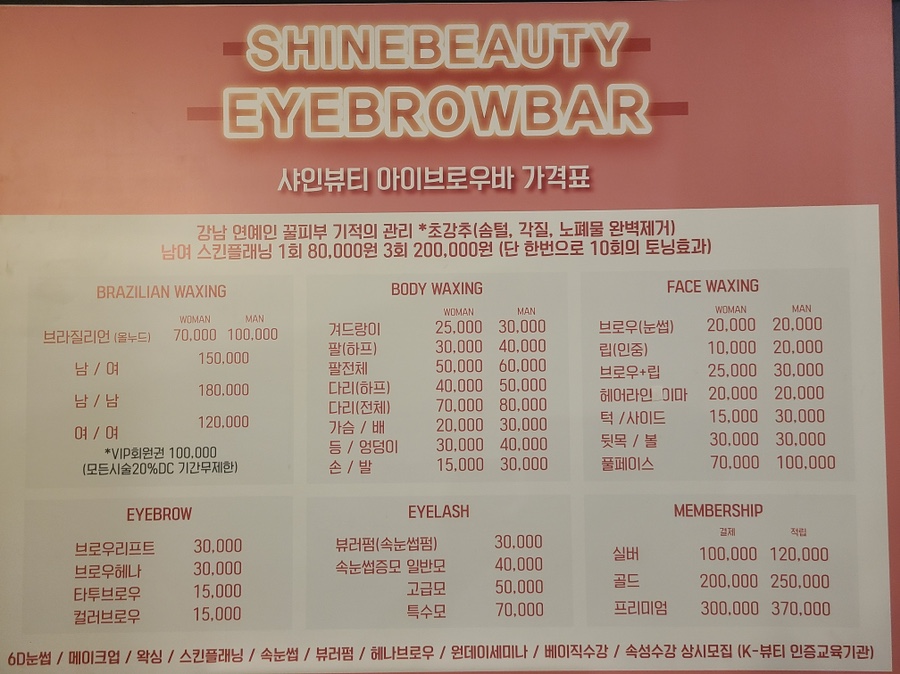 SHINEBEAUTY
EYEBROWBAR
샤인뷰티 아이브로우바 가격표
강남 연예인 꿀피부 기적의 관리 *초강추(솜털, 각질, 노폐물 완벽제거)
남여 스킨플래닝 1회 80,000원 3회 200,000원 (단 한번으로 10회의 토닝효과)
BRAZILIAN WAXING
WOMAN MAN
브라질리언 (올누드) 70,000 100,000
남 / 여 150,000
남 / 남 180,000
여 / 여 120,000
*VIP회원권 100,000
(모든시술20%DC 기간무제한)
BODY WAXING
WOMAN MAN
겨드랑이 25,000 30,000
팔(하프) 30,000 40,000
팔전체 50,000 60,000
다리(하프) 40,000 50,000
다리(전체) 70,000 80,000
가슴 / 배 20,000 30,000
등 / 엉덩이 30,000 40,000
손 / 발 15,000 30,000
FACE WAXING
WOMAN MAN
브로우(눈썹) 20,000 20,000
립(인중) 10,000 20,000
브로우+립 25,000 30,000
헤어라인 이마 20,000 20,000
턱 /사이드 15,000 30,000
뒷목 / 볼 30,000 30,000
풀페이스 70,000 100,000
EYEBROW
브로우리프트 30,000
브로우헤나 30,000
타투브로우 15,000
컬러브로우 15,000
EYELASH
뷰러펌(속눈썹펌) 30,000
속눈썹증모 일반모 40,000
고급모 50,000
특수모 70,000
MEMBERSHIP
결제 적립
실버 100,000 120,000
골드 200,000 250,000
프리미엄 300,000 370,000
6D눈썹 / 메이크업 / 왁싱 / 스킨플래닝 / 속눈썹 / 뷰러펌 / 헤나브로우 / 원데이세미나 / 베이직수강 / 속성수강 상시모집 (K-뷰티 인증교육기관)